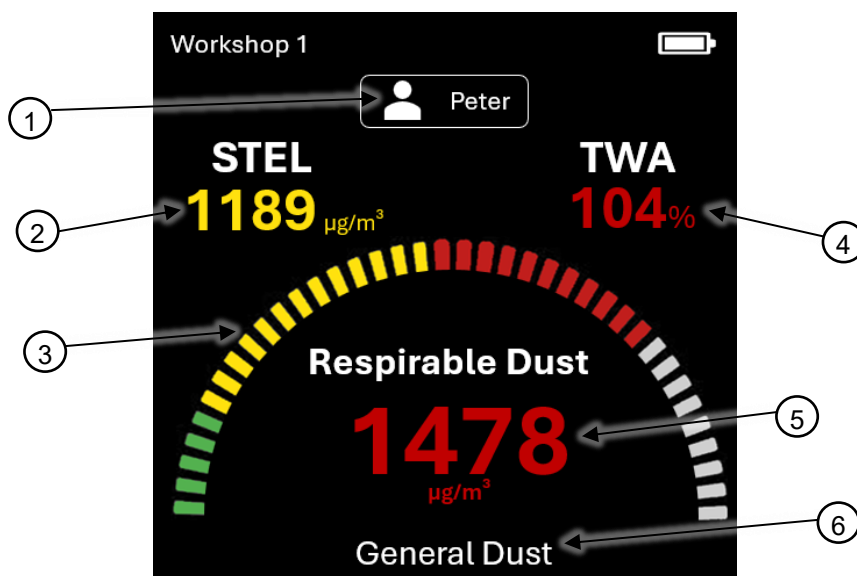 Workshop 1
1
Peter
STEL
TWA
2
1189 µg/m³
104%
4
3
Respirable Dust
5
1478
µg/m³
6
General Dust